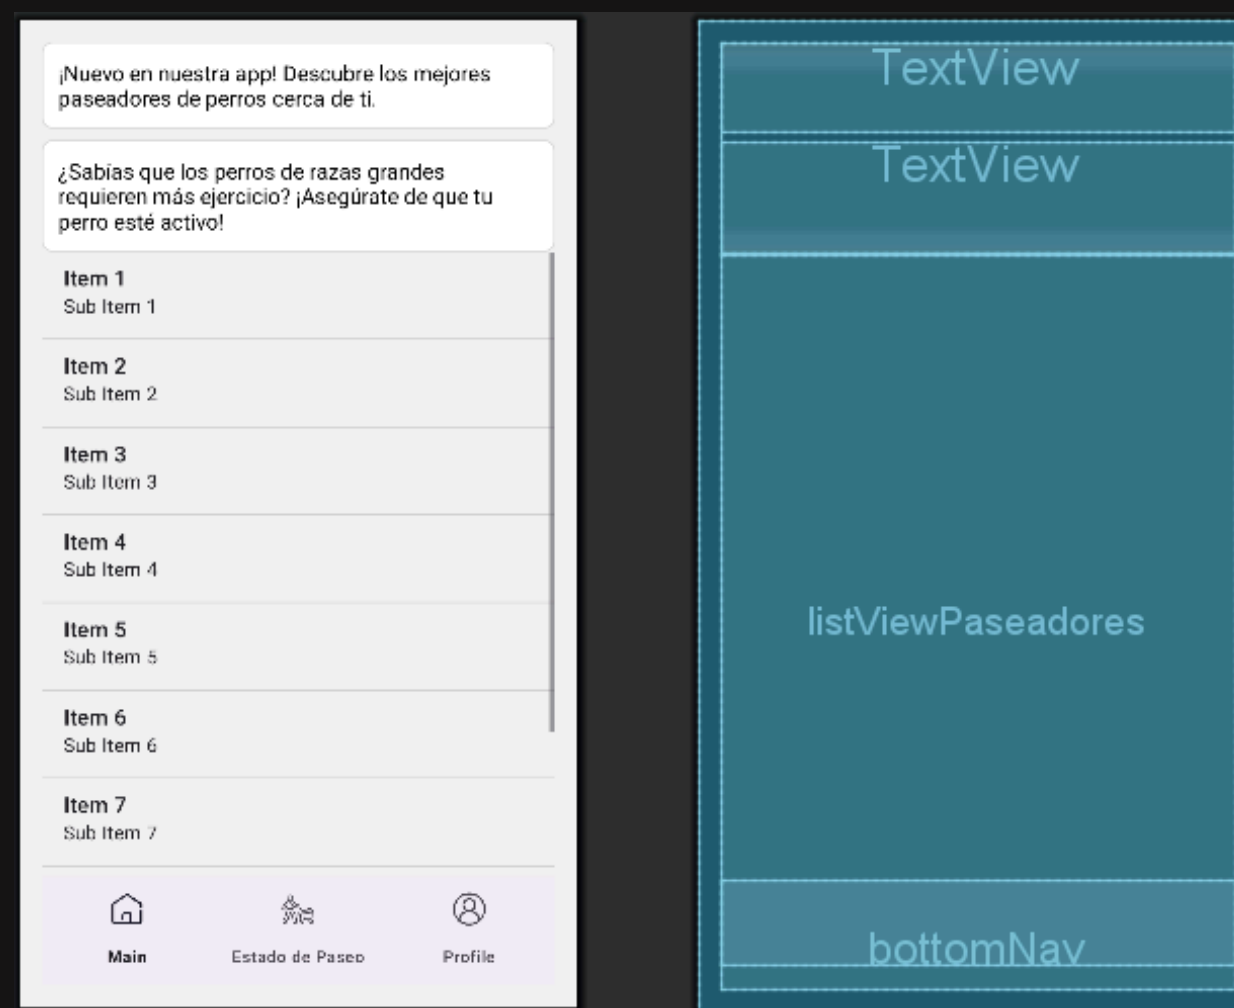 ¡Nuevo en nuestra app! Descubre los mejores
paseadores de perros cerca de ti.
¿Sabías que los perros de razas grandes
requieren más ejercicio? ¡Asegúrate de que tu
perro esté activo!
Item 1
Sub Item 1
Item 2
Sub Item 2
Item 3
Sub Item 3
Item 4
Sub Item 4
Item 5
Sub Item 5
Item 6
Sub Item 6
Item 7
Sub Item 7
Main
Estado de Paseo
Profile
TextView
TextView
listViewPaseadores
bottomNav